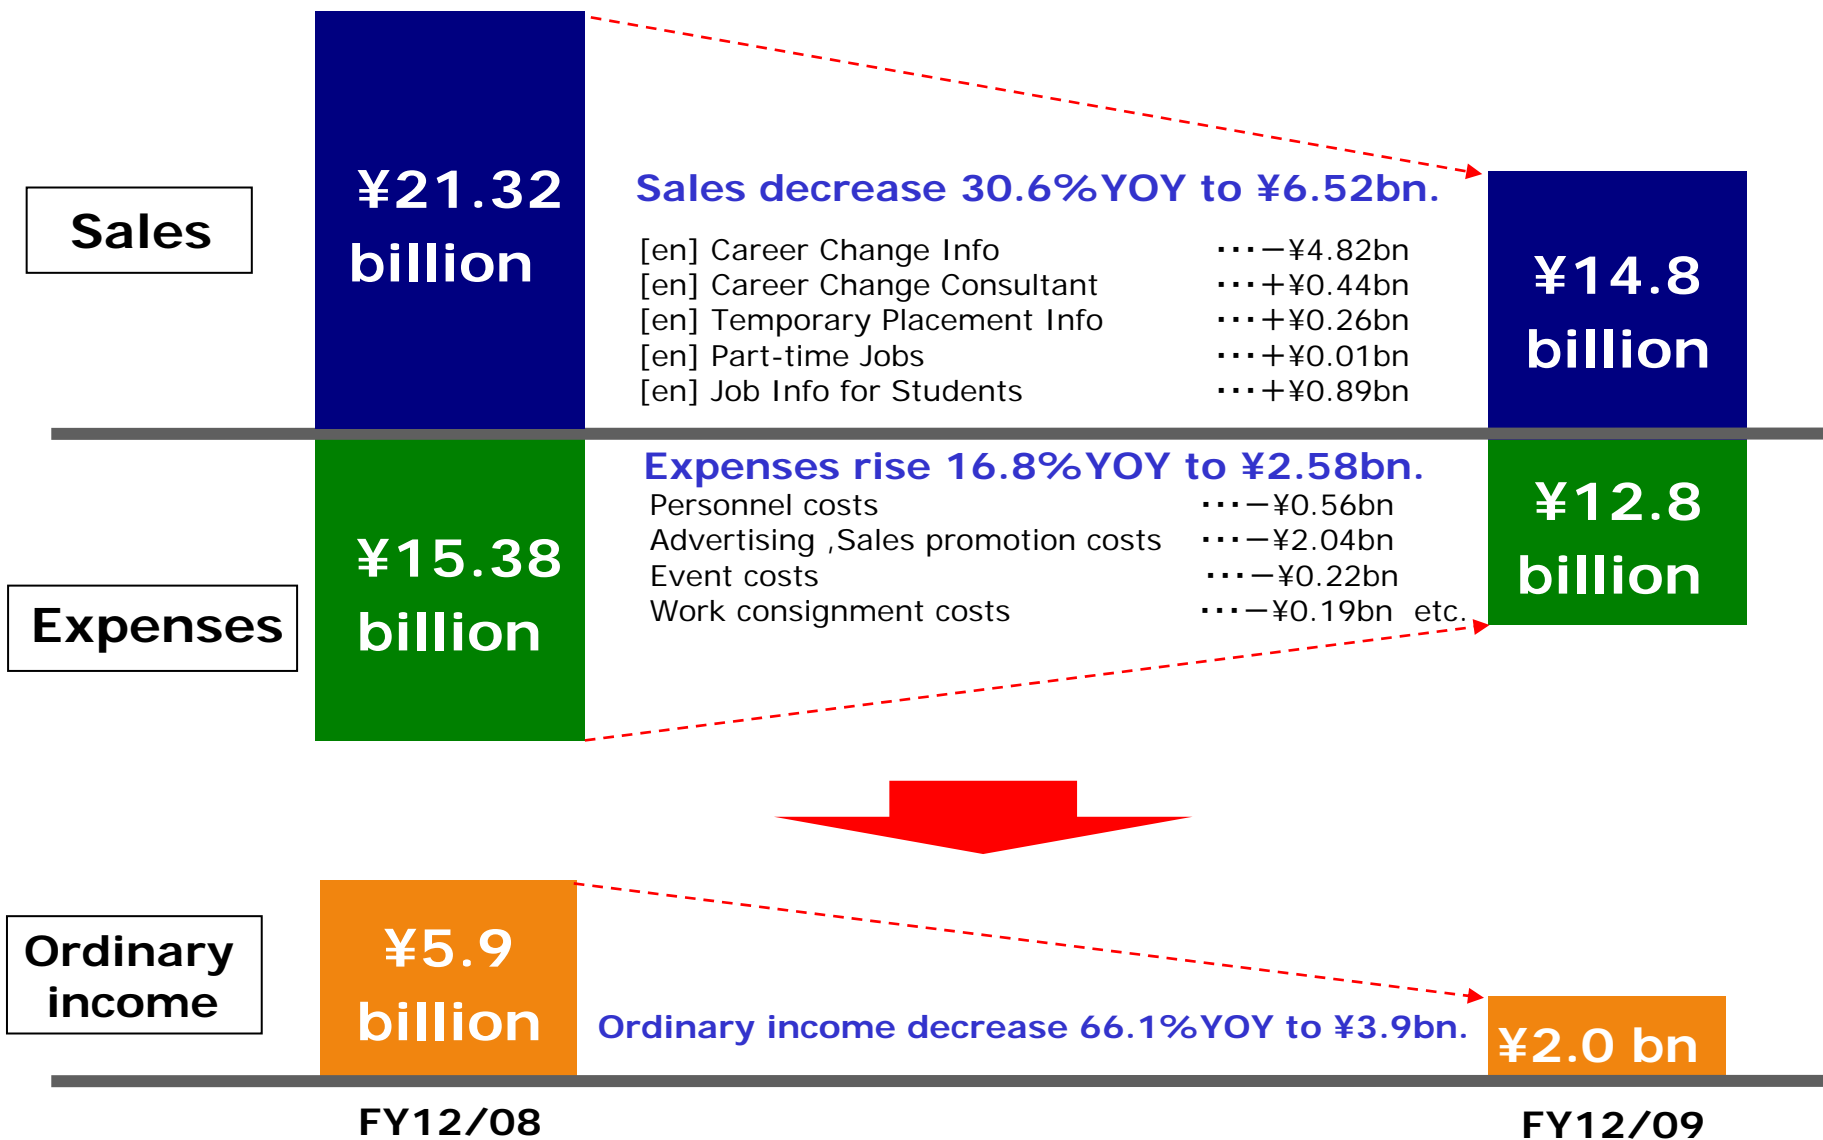 Sales
¥21.32
billion
Sales decrease 30.6%YOY to ¥6.52bn.
[en] Career Change Info ･･･－¥4.82bn
[en] Career Change Consultant ･･･＋¥0.44bn
[en] Temporary Placement Info ･･･＋¥0.26bn
[en] Part-time Jobs ･･･＋¥0.01bn
[en] Job Info for Students ･･･＋¥0.89bn
¥14.8
billion
Expenses
¥15.38
billion
Expenses rise 16.8%YOY to ¥2.58bn.
Personnel costs ･･･－¥0.56bn
Advertising ,Sales promotion costs ･･･－¥2.04bn
Event costs ･･･－¥0.22bn
Work consignment costs ･･･－¥0.19bn etc.
¥12.8
billion
Ordinary
income
¥5.9
billion
Ordinary income decrease 66.1%YOY to ¥3.9bn.
¥2.0 bn
FY12/08
FY12/09